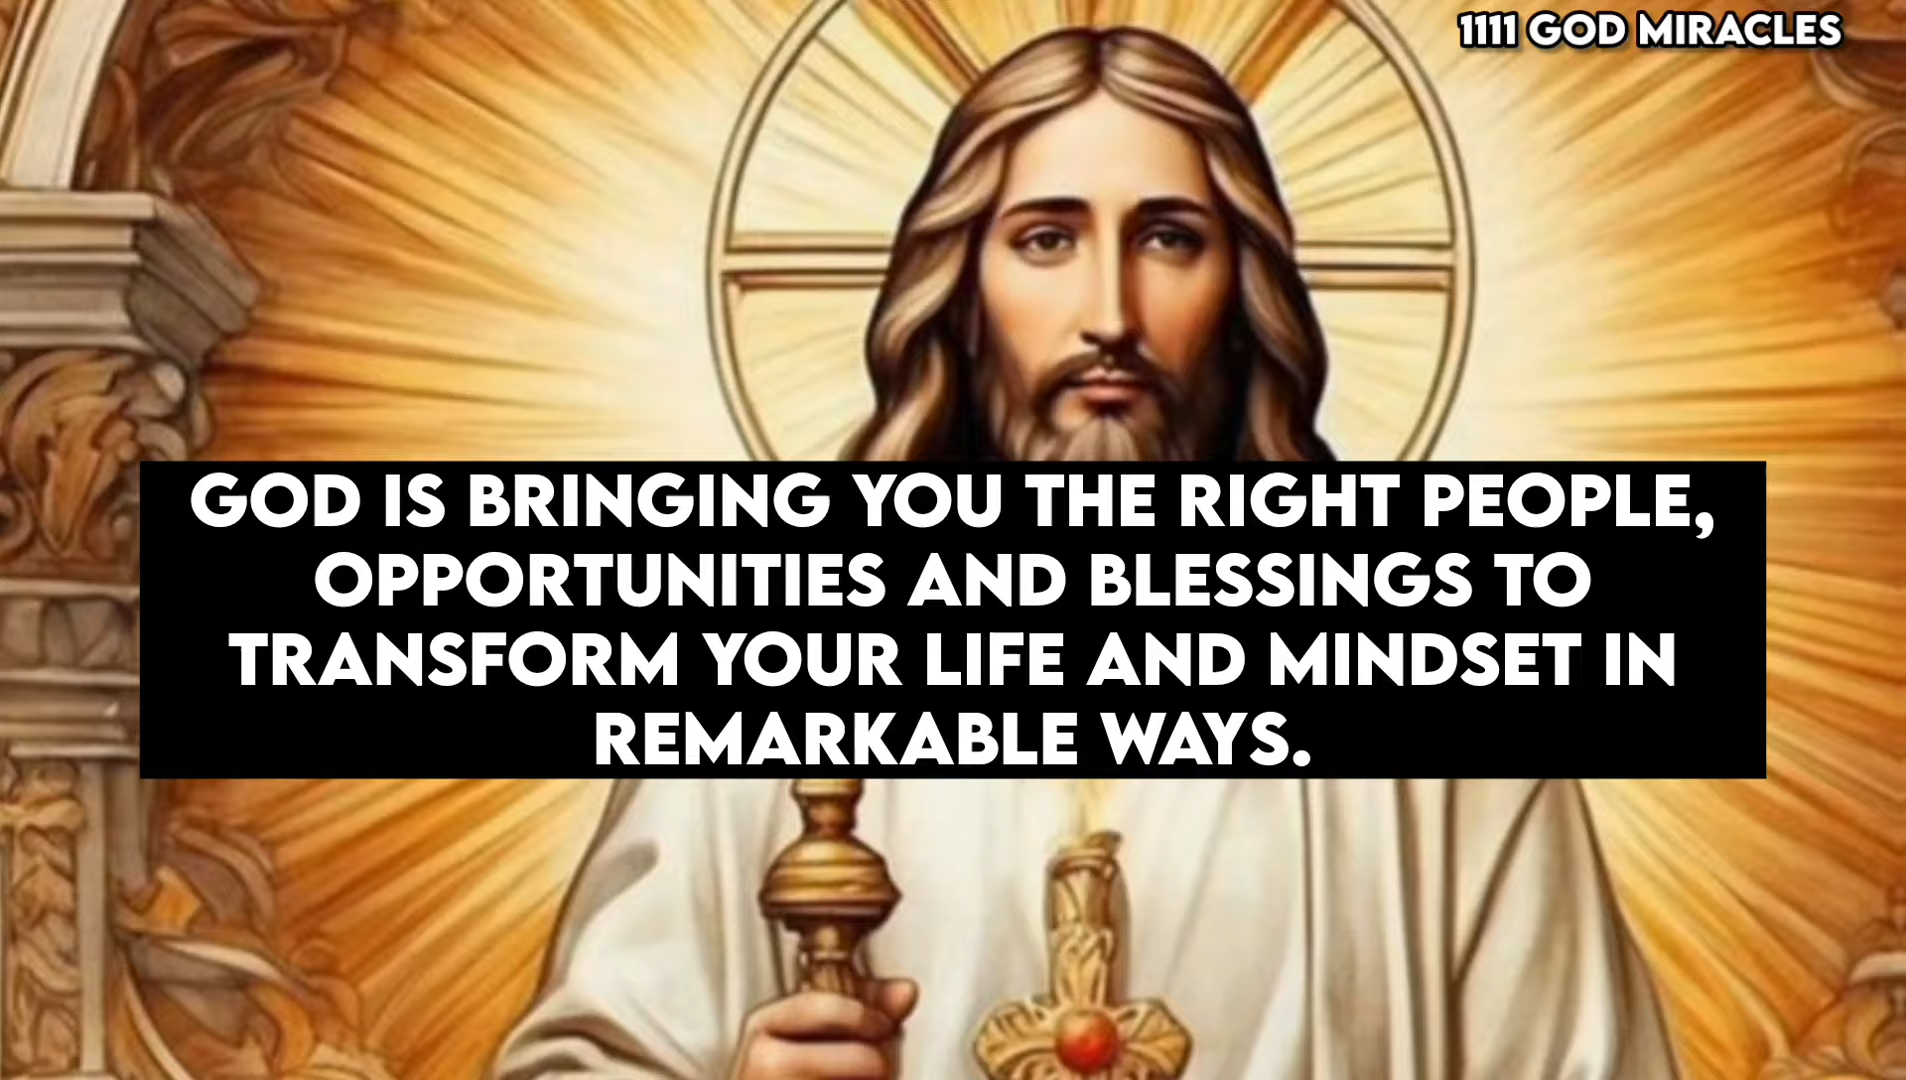 1111 GOD MIRACLES
GOD IS BRINGING YOU THE RIGHT PEOPLE,
OPPORTUNITIES AND BLESSINGS TO
TRANSFORM YOUR LIFE AND MINDSET IN
REMARKABLE WAYS.